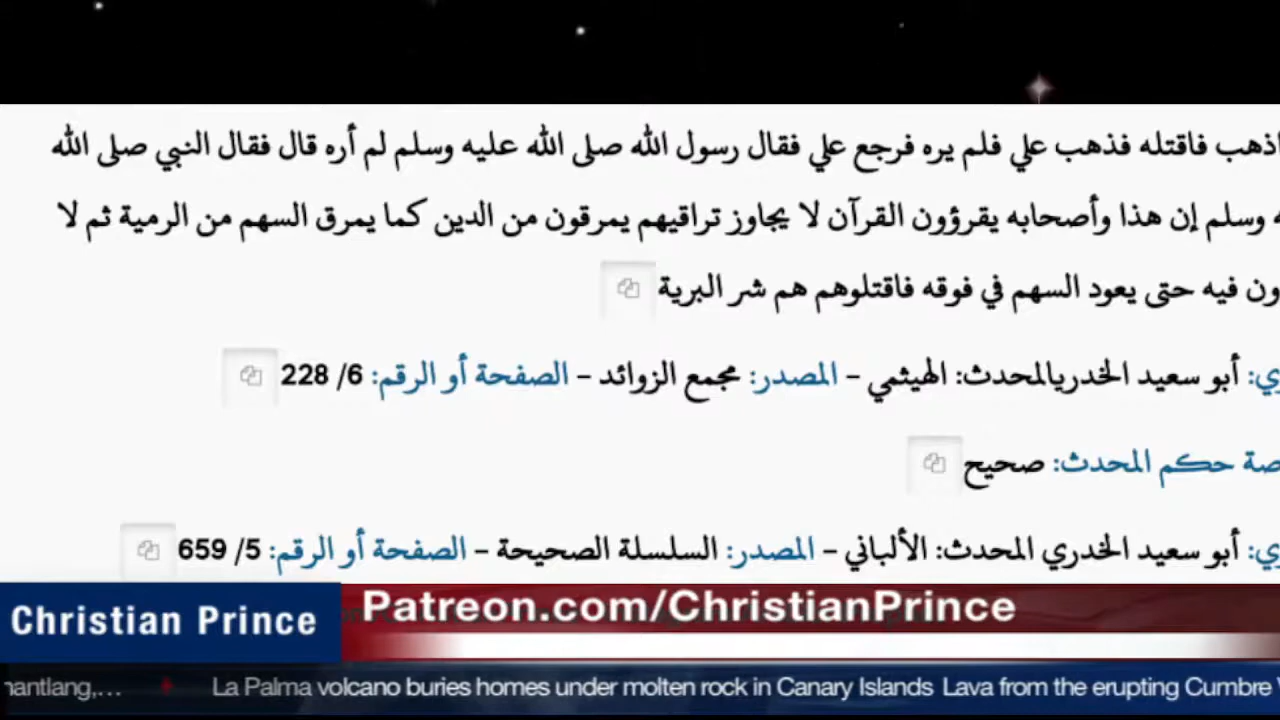 اذهب فاقتله فذهب علي فلم يره فرجع علي فقال رسول الله صلى الله عليه وسلم لم أره قال فقال النبي صلى الله
وسلم إن هذا وأصحابه يقرؤون القرآن لا يجاوز تراقيهم يمرقون من الدين كما يمرق السهم من الرمية ثم لا
ون فيه حتى يعود السهم في فوقه فاقتلوهم هم شر البرية
ي: أبو سعيد الخدريالمحدث: الهيثمي – المصدر: مجمع الزوائد – الصفحة أو الرقم: 6/ 228
صة حكم المحدث: صحيح
ي: أبو سعيد الخدري المحدث: الألباني – المصدر: السلسلة الصحيحة – الصفحة أو الرقم: 5/ 659
Christian Prince
Patreon.com/ChristianPrince
nantlang,… La Palma volcano buries homes under molten rock in Canary Islands Lava from the erupting Cumbre